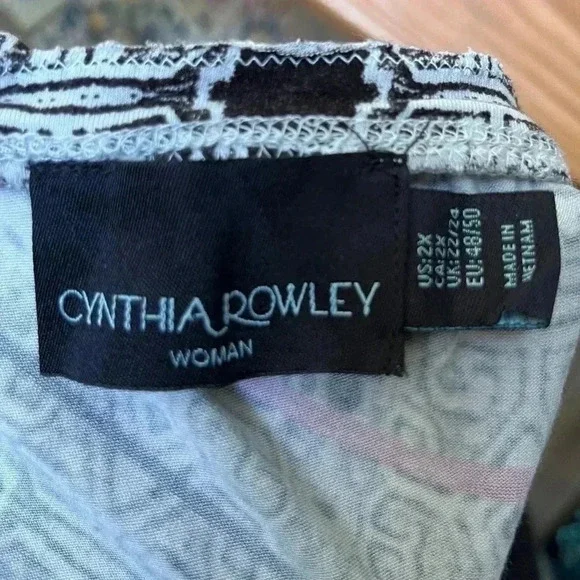 CYNTHIA ROWLEY
WOMAN
US: 2X
CA: 2X
UK: 22/24
EU: 48/50
MADE IN
VIETNAM